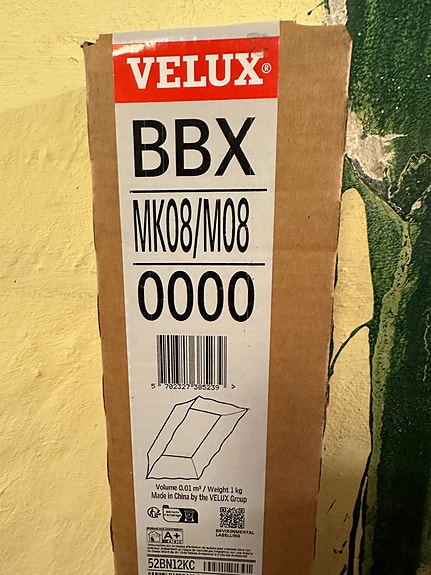 VELUX®
BBX
MK08/M08
0000
5 702327 385239 >
Volume 0.01 m³ / Weight 1 kg
Made in China by the VELUX Group
A+
ENVIRONMENTAL
LABELLING
52BN12KC